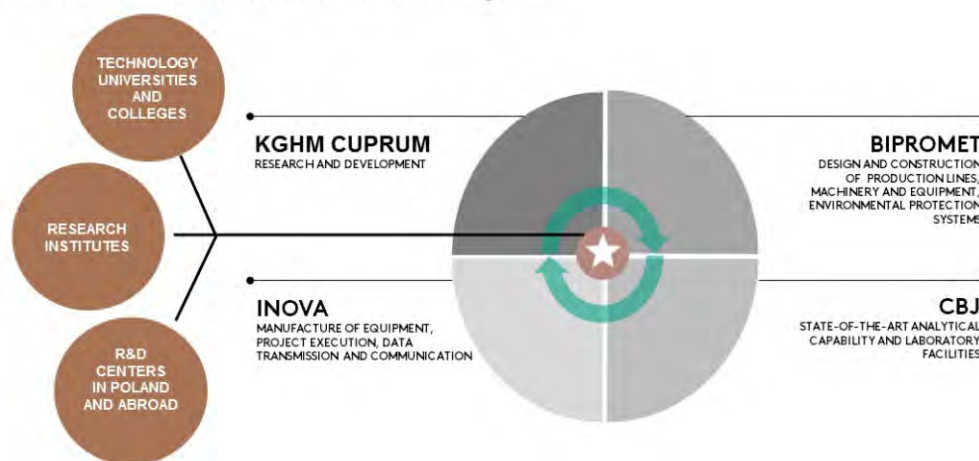 TECHNOLOGY
UNIVERSITIES
AND
COLLEGES
RESEARCH
INSTITUTES
R&D
CENTERS
IN POLAND
AND ABROAD
KGHM CUPRUM
RESEARCH AND DEVELOPMENT
INOVA
MANUFACTURE OF EQUIPMENT,
PROJECT EXECUTION, DATA
TRANSMISSION AND COMMUNICATION
BIPROMET
DESIGN AND CONSTRUCTION
OF PRODUCTION LINES,
MACHINERY AND EQUIPMENT,
ENVIRONMENTAL PROTECTION
SYSTEMS
CBJ
STATE-OF-THE-ART ANALYTICAL
CAPABILITY AND LABORATORY
FACILITIES